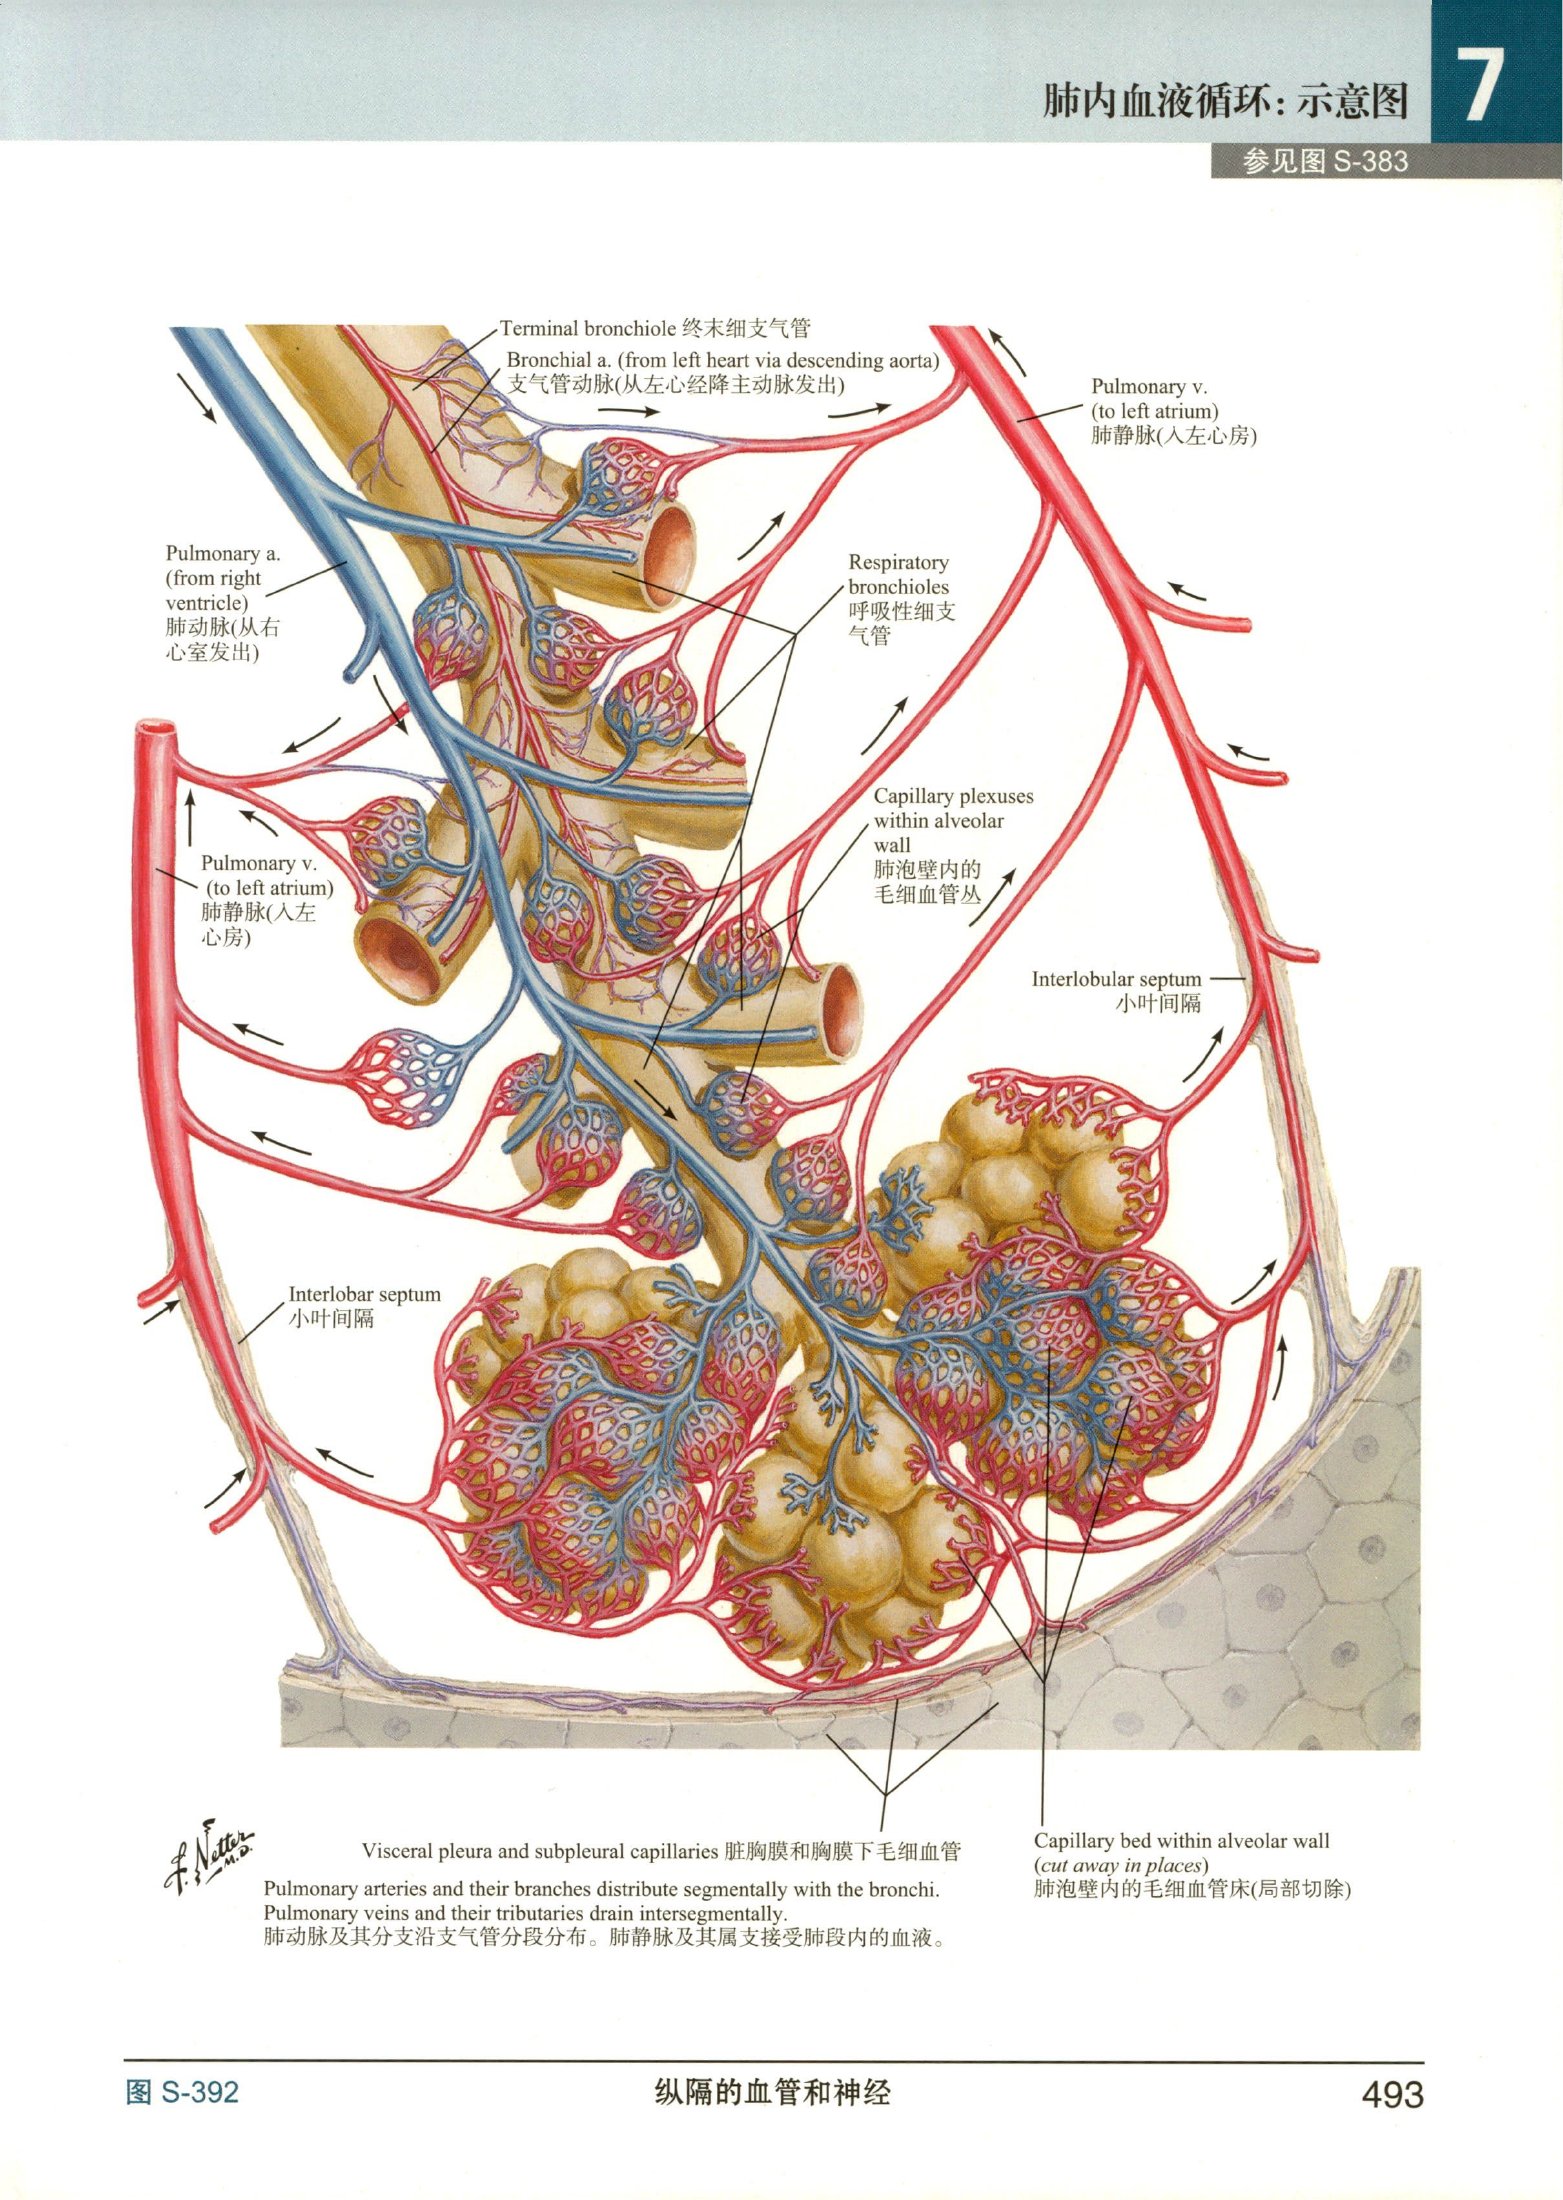 肺内血液循环：示意图
7
参见图 S-383
Terminal bronchiole 终末细支气管
Bronchial a. (from left heart via descending aorta)
支气管动脉(从左心经降主动脉发出)
Pulmonary v.
(to left atrium)
肺静脉(入左心房)
Pulmonary a.
(from right
ventricle)
肺动脉(从右
心室发出)
Respiratory
bronchioles
呼吸性细支
气管
Capillary plexuses
within alveolar
wall
肺泡壁内的
毛细血管丛
Pulmonary v.
(to left atrium)
肺静脉(入左
心房)
Interlobular septum
小叶间隔
Interlobar septum
小叶间隔
F. Netter
M.D.
Visceral pleura and subpleural capillaries 脏胸膜和胸膜下毛细血管
Capillary bed within alveolar wall
(cut away in places)
肺泡壁内的毛细血管床(局部切除)
Pulmonary arteries and their branches distribute segmentally with the bronchi.
Pulmonary veins and their tributaries drain intersegmentally.
肺动脉及其分支沿支气管分段分布。肺静脉及其属支接受肺段内的血液。
图 S-392
纵隔的血管和神经
493